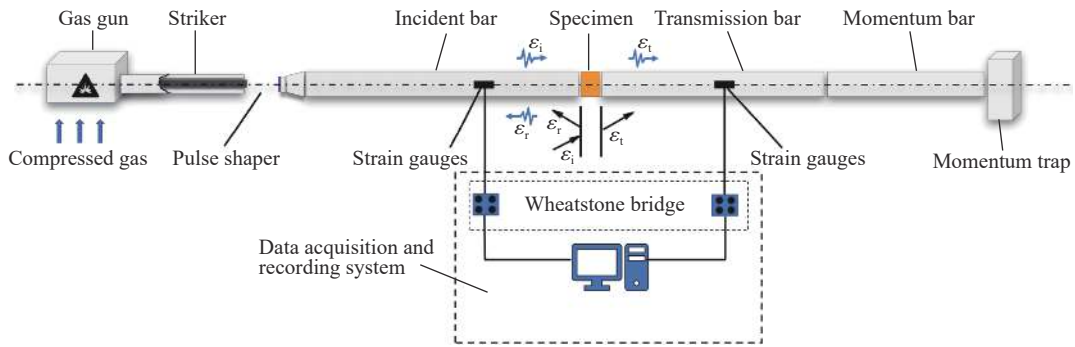 Gas gun
Striker
Incident bar
Specimen
Transmission bar
Momentum bar
εi
εt
Compressed gas
Pulse shaper
Strain gauges
εr
εr
εi
εt
Strain gauges
Momentum trap
Wheatstone bridge
Data acquisition and
recording system